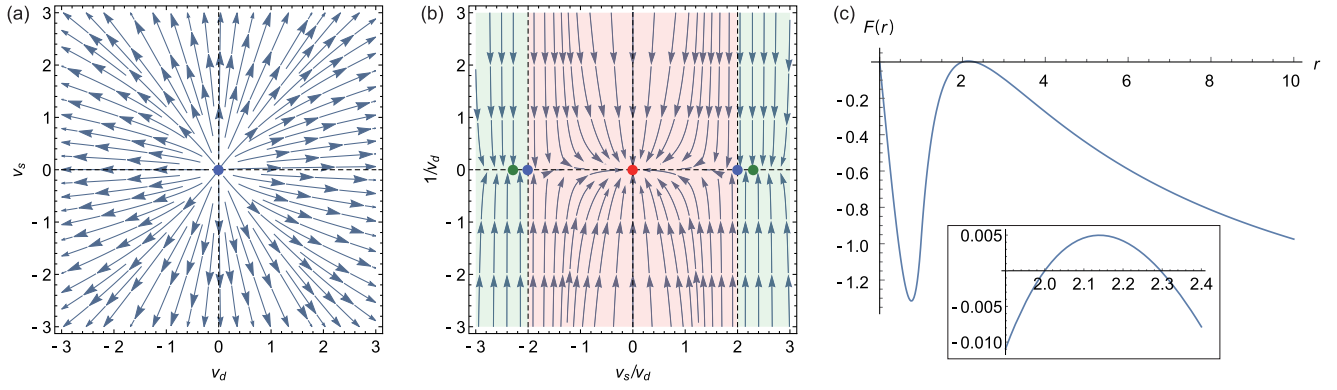 (a)
3
2
1
0
-1
-2
-3
v_s
-3 -2 -1 0 1 2 3
v_d
(b)
3
2
1
0
-1
-2
-3
1/v_d
-3 -2 -1 0 1 2 3
v_s/v_d
(c)
F(r)
r
2 4 6 8 10
-0.2
-0.4
-0.6
-0.8
-1.0
-1.2
0.005
2.0 2.1 2.2 2.3 2.4
-0.005
-0.010